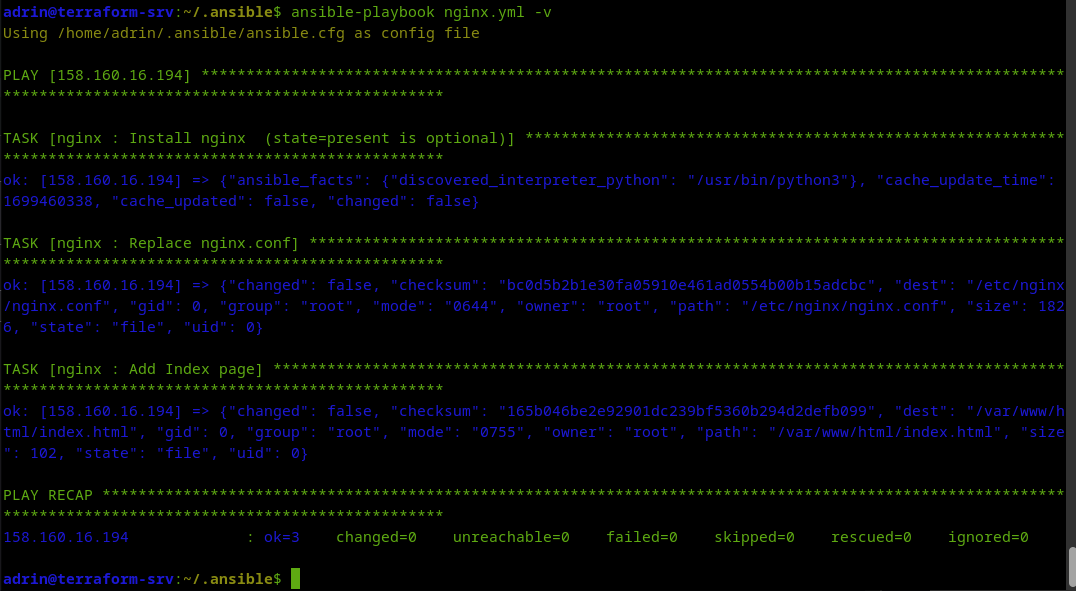 adrin@terraform-srv:~/.ansible$ ansible-playbook nginx.yml -v
Using /home/adrin/.ansible/ansible.cfg as config file
PLAY [158.160.16.194] ************************************************************************************************
*************************************************
TASK [nginx : Install nginx  (state=present is optional)] ************************************************************
*************************************************
ok: [158.160.16.194] => {"ansible_facts": {"discovered_interpreter_python": "/usr/bin/python3"}, "cache_update_time":
1699460338, "cache_updated": false, "changed": false}
TASK [nginx : Replace nginx.conf] ************************************************************************************
*************************************************
ok: [158.160.16.194] => {"changed": false, "checksum": "bc0d5b2b1e30fa05910e461ad0554b00b15adcbc", "dest": "/etc/nginx
/nginx.conf", "gid": 0, "group": "root", "mode": "0644", "owner": "root", "path": "/etc/nginx/nginx.conf", "size": 182
6, "state": "file", "uid": 0}
TASK [nginx : Add Index page] ****************************************************************************************
*************************************************
ok: [158.160.16.194] => {"changed": false, "checksum": "165b046be2e92901dc239bf5360b294d2defb099", "dest": "/var/www/h
tml/index.html", "gid": 0, "group": "root", "mode": "0755", "owner": "root", "path": "/var/www/html/index.html", "size
": 102, "state": "file", "uid": 0}
PLAY RECAP ***********************************************************************************************************
*************************************************
158.160.16.194             : ok=3    changed=0    unreachable=0    failed=0    skipped=0    rescued=0    ignored=0
adrin@terraform-srv:~/.ansible$